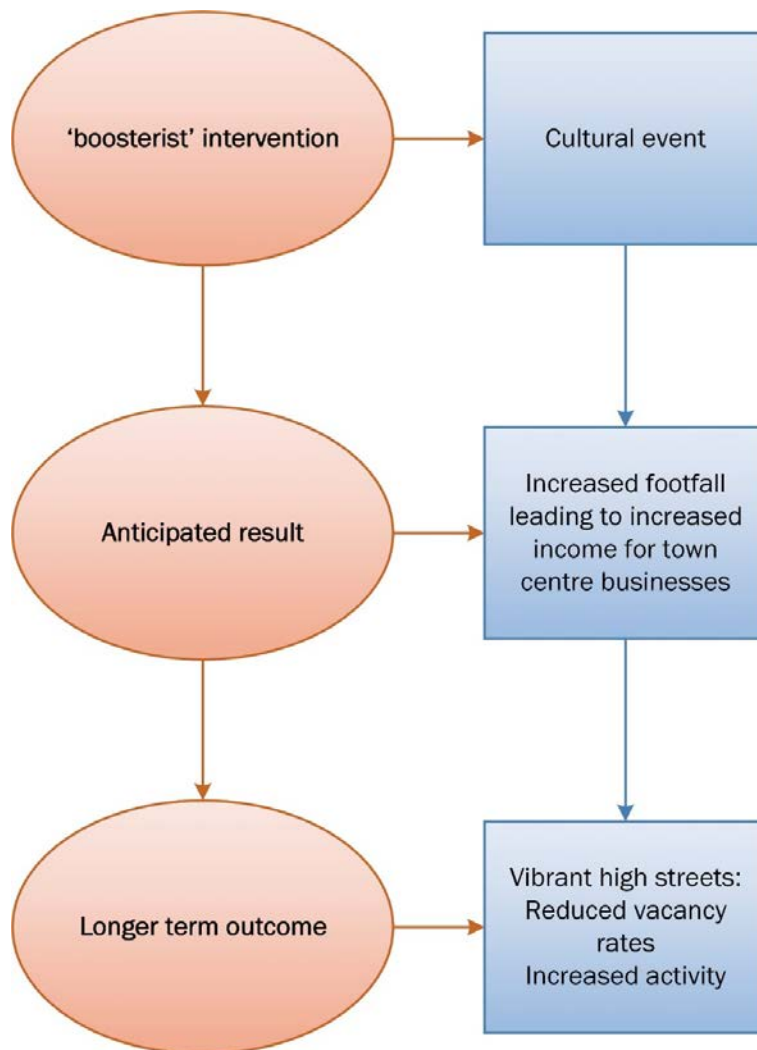 ‘boosterist’ intervention
Cultural event
Anticipated result
Increased footfall
leading to increased
income for town
centre businesses
Longer term outcome
Vibrant high streets:
Reduced vacancy
rates
Increased activity